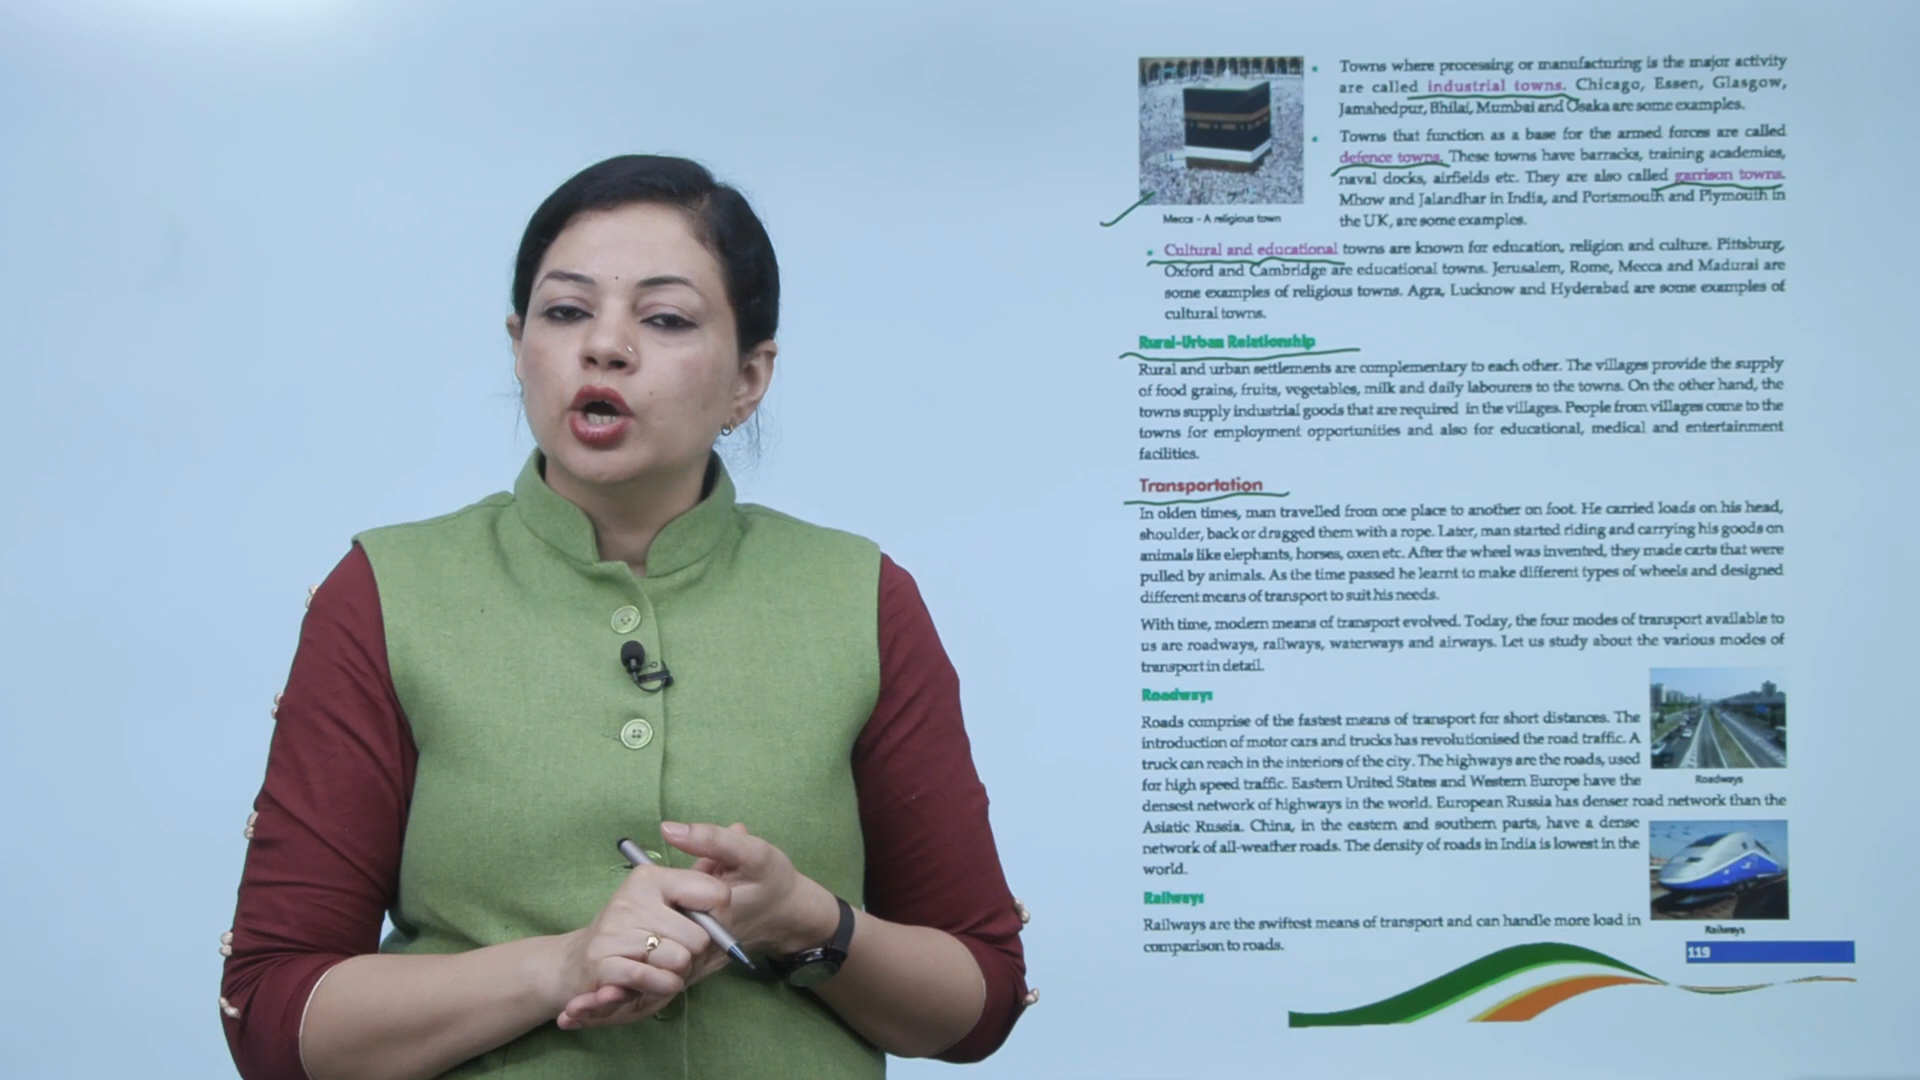 Towns where processing or manufacturing is the major activity
are called industrial towns. Chicago, Essen, Glasgow,
Jamshedpur, Bhilai, Mumbai and Osaka are some examples.
Towns that function as a base for the armed forces are called
defence towns. These towns have barracks, training academies,
naval docks, airfields etc. They are also called garrison towns.
Mhow and Jalandhar in India, and Portsmouth and Plymouth in
the UK, are some examples.
Mecca - A religious town
Cultural and educational towns are known for education, religion and culture. Pittsburg,
Oxford and Cambridge are educational towns. Jerusalem, Rome, Mecca and Madurai are
some examples of religious towns. Agra, Lucknow and Hyderabad are some examples of
cultural towns.
Rural-Urban Relationship
Rural and urban settlements are complementary to each other. The villages provide the supply
of food grains, fruits, vegetables, milk and daily labourers to the towns. On the other hand, the
towns supply industrial goods that are required in the villages. People from villages come to the
towns for employment opportunities and also for educational, medical and entertainment
facilities.
Transportation
In olden times, man travelled from one place to another on foot. He carried loads on his head,
shoulder, back or dragged them with a rope. Later, man started riding and carrying his goods on
animals like elephants, horses, oxen etc. After the wheel was invented, they made carts that were
pulled by animals. As the time passed he learnt to make different types of wheels and designed
different means of transport to suit his needs.
With time, modern means of transport evolved. Today, the four modes of transport available to
us are roadways, railways, waterways and airways. Let us study about the various modes of
transport in detail.
Roadways
Roads comprise of the fastest means of transport for short distances. The
introduction of motor cars and trucks has revolutionised the road traffic. A
truck can reach in the interiors of the city. The highways are the roads, used
for high speed traffic. Eastern United States and Western Europe have the
densest network of highways in the world. European Russia has denser road network than the
Asiatic Russia. China, in the eastern and southern parts, have a dense
network of all-weather roads. The density of roads in India is lowest in the
world.
Roadways
Railways
Railways are the swiftest means of transport and can handle more load in
comparison to roads.
Railways
119